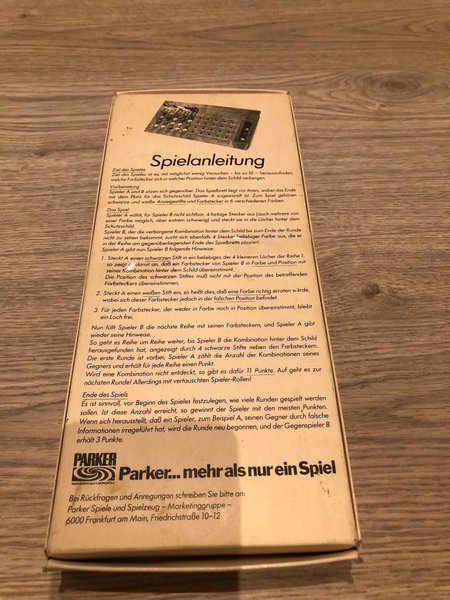 Spielanleitung
Ziel des Spieles
Ziel des Spieles ist es, mit möglichst wenig Versuchen – bis zu 10 – herauszufinden,
welche Farbstecker sich in welcher Position hinter dem Schild verbergen.
Vorbereitung
Spieler A und B sitzen sich gegenüber. Das Spielbrett liegt vor ihnen, wobei das Ende
mit dem Platz für das Schutzschild Spieler A zugewandt ist. Zum Spiel gehören
schwarze und weiße Anzeigestifte und Farbstecker in 6 verschiedenen Farben.
Das Spiel
Spieler A wählt, für Spieler B nicht sichtbar, 4 farbige Stecker aus (auch mehrere von
einer Farbe möglich, aber extrem schwierig) und steckt sie in die Löcher hinter dem
Schutzschild.
Spieler B, der die verborgene Kombination hinter dem Schild bis zum Ende der Runde
nicht zu sehen bekommt, sucht sich ebenfalls 4 Stecker beliebiger Farbe aus, die er
in der Reihe am gegenüberliegenden Ende des Spielbretts plaziert.
Spieler A gibt nun Spieler B folgende Hinweise:
1. Steckt A einen schwarzen Stift in ein beliebiges der 4 kleineren Löcher der Reihe 1,
so zeigt er damit an, daß ein Farbstecker von Spieler B in Farbe und Position mit
seiner Kombination hinter dem Schild übereinstimmt.
Die Position des schwarzen Stiftes muß nicht mit der Position des betreffenden
Farbsteckers übereinstimmen.
2. Steckt A einen weißen Stift ein, so heißt dies, daß eine Farbe richtig erraten wurde,
wobei sich dieser Farbstecker jedoch in der falschen Position befindet.
3. Für jeden Farbstecker, der weder in Farbe noch in Position übereinstimmt, bleibt
ein Loch frei.
Nun füllt Spieler B die nächste Reihe mit seinen Farbsteckern, und Spieler A gibt
wieder seine Hinweise.
So geht es Reihe um Reihe weiter, bis Spieler B die Kombination hinter dem Schild
herausgefunden hat, angezeigt durch 4 schwarze Stifte neben den Farbsteckern.
Die erste Runde ist vorbei; Spieler A zählt die Anzahl der Kombinationen seines
Gegners und erhält für jede Reihe einen Punkt.
Wird eine Kombination nicht entdeckt, so gibt es dafür 11 Punkte. Auf geht es zur
nächsten Runde! Allerdings mit vertauschten Spieler-Rollen!
Ende des Spiels
Es ist sinnvoll, vor Beginn des Spieles festzulegen, wie viele Runden gespielt werden
sollen. Ist diese Anzahl erreicht, so gewinnt der Spieler mit den meisten Punkten.
Wenn sich herausstellt, daß ein Spieler, zum Beispiel A, seinen Gegner durch falsche
Informationen irregeführt hat, wird die Runde neu begonnen, und der Gegenspieler B
erhält 3 Punkte.
PARKER
Parker... mehr als nur ein Spiel
Bei Rückfragen und Anregungen schreiben Sie bitte an:
Parker Spiele und Spielzeug – Marketinggruppe –
6000 Frankfurt am Main, Friedrichstraße 10–12